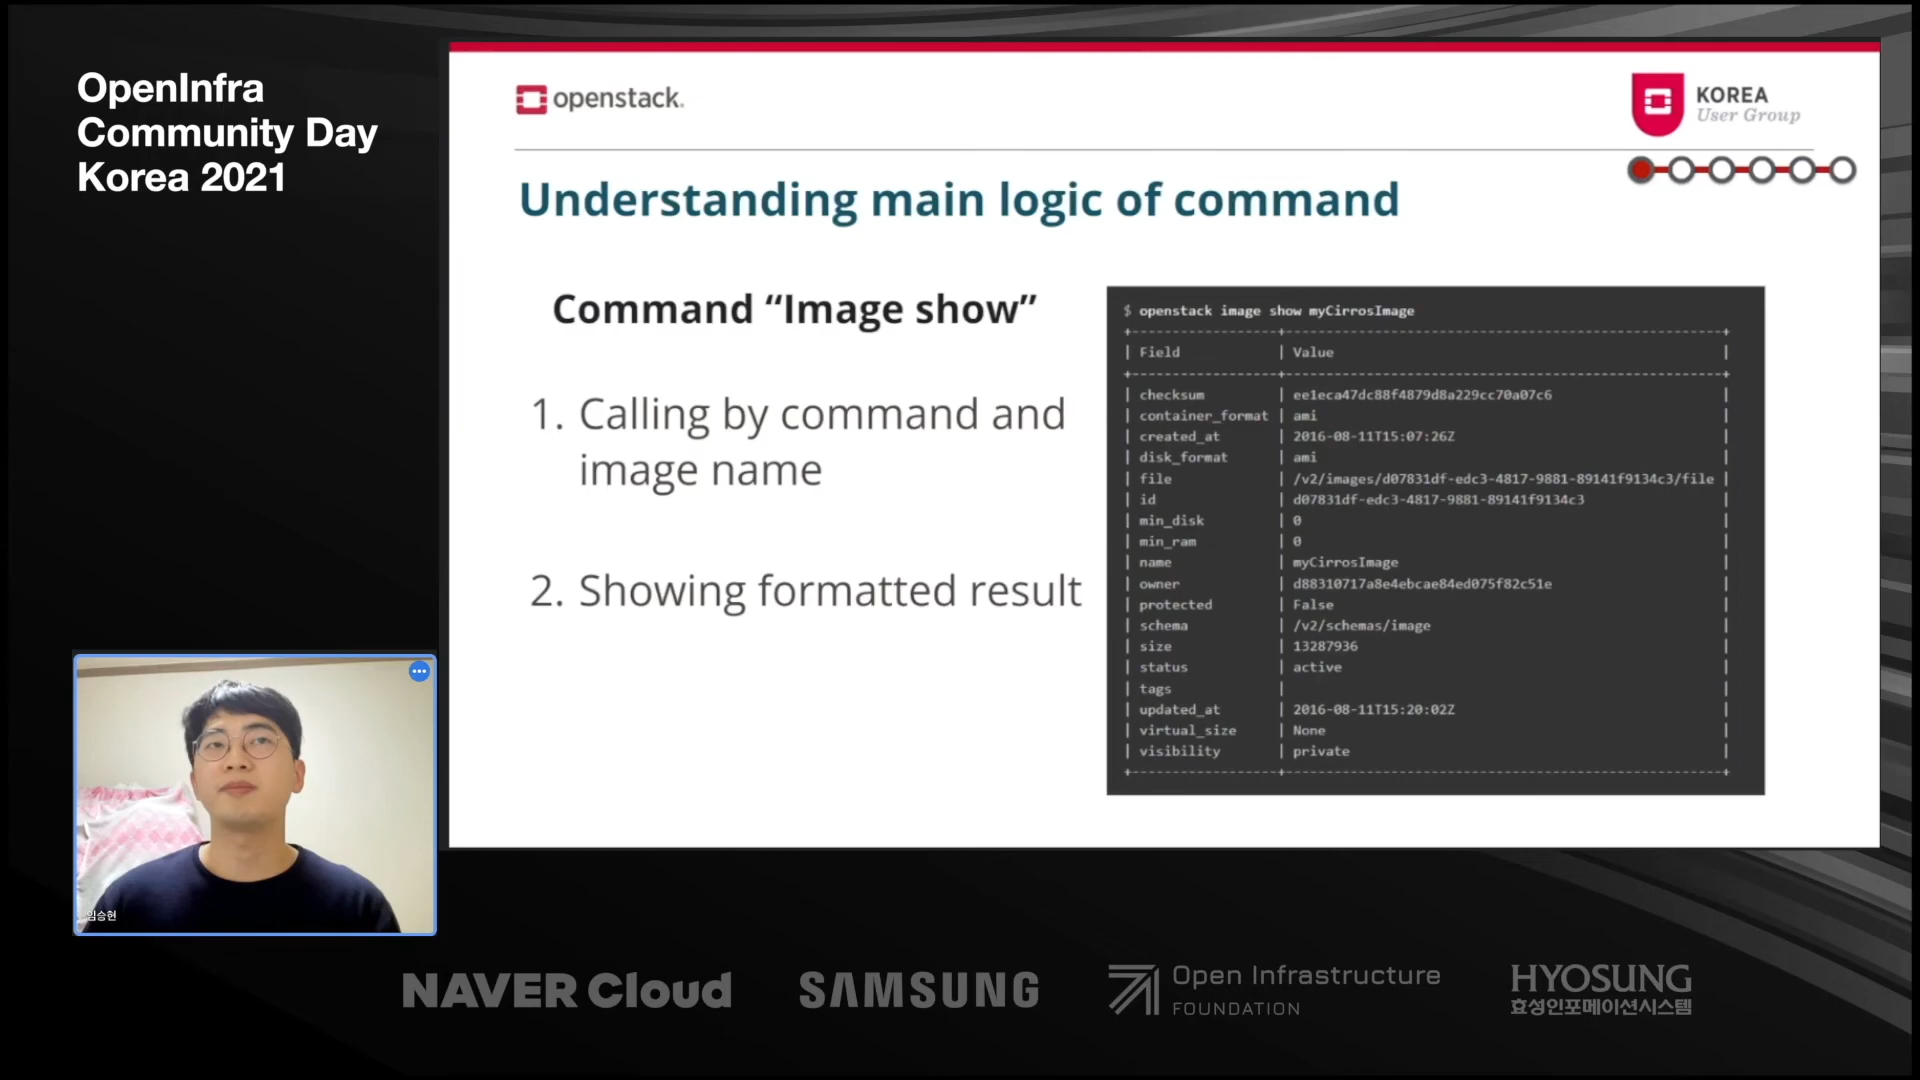 OpenInfra
Community Day
Korea 2021
openstack.
KOREA
User Group
Understanding main logic of command
Command “Image show”
1. Calling by command and
image name
2. Showing formatted result
$ openstack image show myCirrosImage
| Field | Value |
| checksum | ee1eca47dc88f4879d8a229cc70a07c6 |
| container_format | ami |
| created_at | 2016-08-11T15:07:26Z |
| disk_format | ami |
| file | /v2/images/d07831df-edc3-4817-9881-89141f9134c3/file |
| id | d07831df-edc3-4817-9881-89141f9134c3 |
| min_disk | 0 |
| min_ram | 0 |
| name | myCirrosImage |
| owner | d88310717a8e4ebcae84ed075f82c51e |
| protected | False |
| schema | /v2/schemas/image |
| size | 13287936 |
| status | active |
| tags | |
| updated_at | 2016-08-11T15:20:02Z |
| virtual_size | None |
| visibility | private |
임승현
NAVER Cloud
SAMSUNG
Open Infrastructure
FOUNDATION
HYOSUNG
효성인포메이션시스템